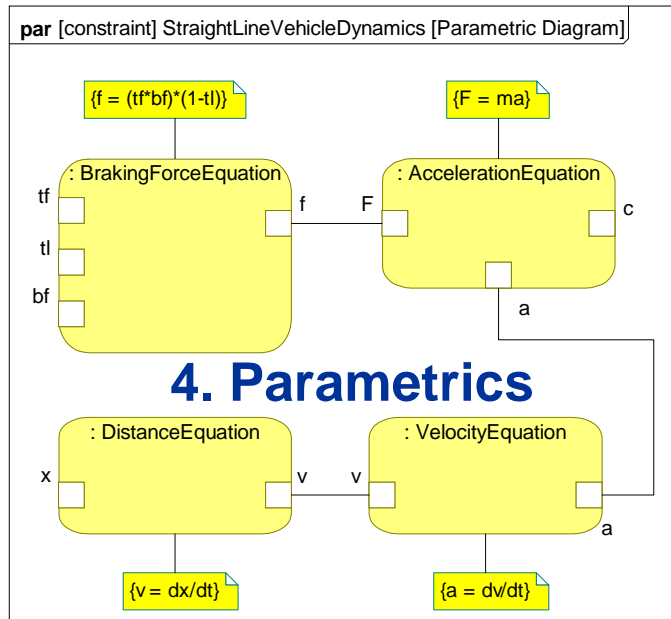 par [constraint] StraightLineVehicleDynamics [Parametric Diagram]
{f = (tf*bf)*(1-tl)}
{F = ma}
: BrakingForceEquation
: AccelerationEquation
tf
f
F
c
tl
bf
a
4. Parametrics
: DistanceEquation
: VelocityEquation
x
v
v
a
{v = dx/dt}
{a = dv/dt}